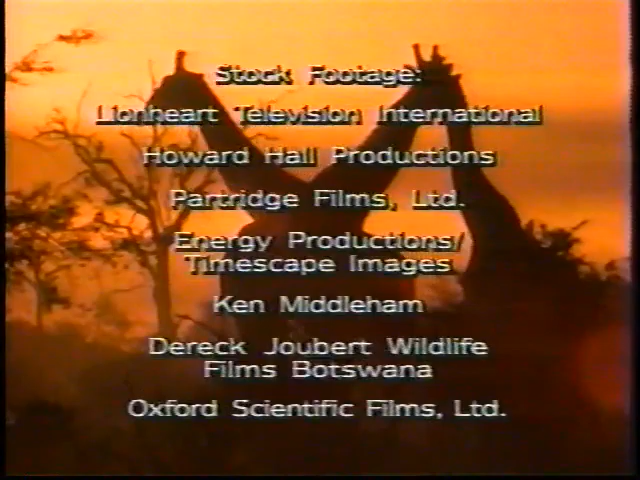 Stock Footage:
Lionheart Television International
Howard Hall Productions
Partridge Films, Ltd.
Energy Productions/
Timescape Images
Ken Middleham
Dereck Joubert Wildlife
Films Botswana
Oxford Scientific Films, Ltd.